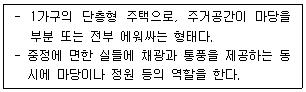 - 1가구의 단층형 주택으로, 주거공간이 마당을
부분 또는 전부 에워싸는 형태다.
- 중정에 면한 실들에 채광과 통풍을 제공하는 동
시에 마당이나 정원 등의 역할을 한다.